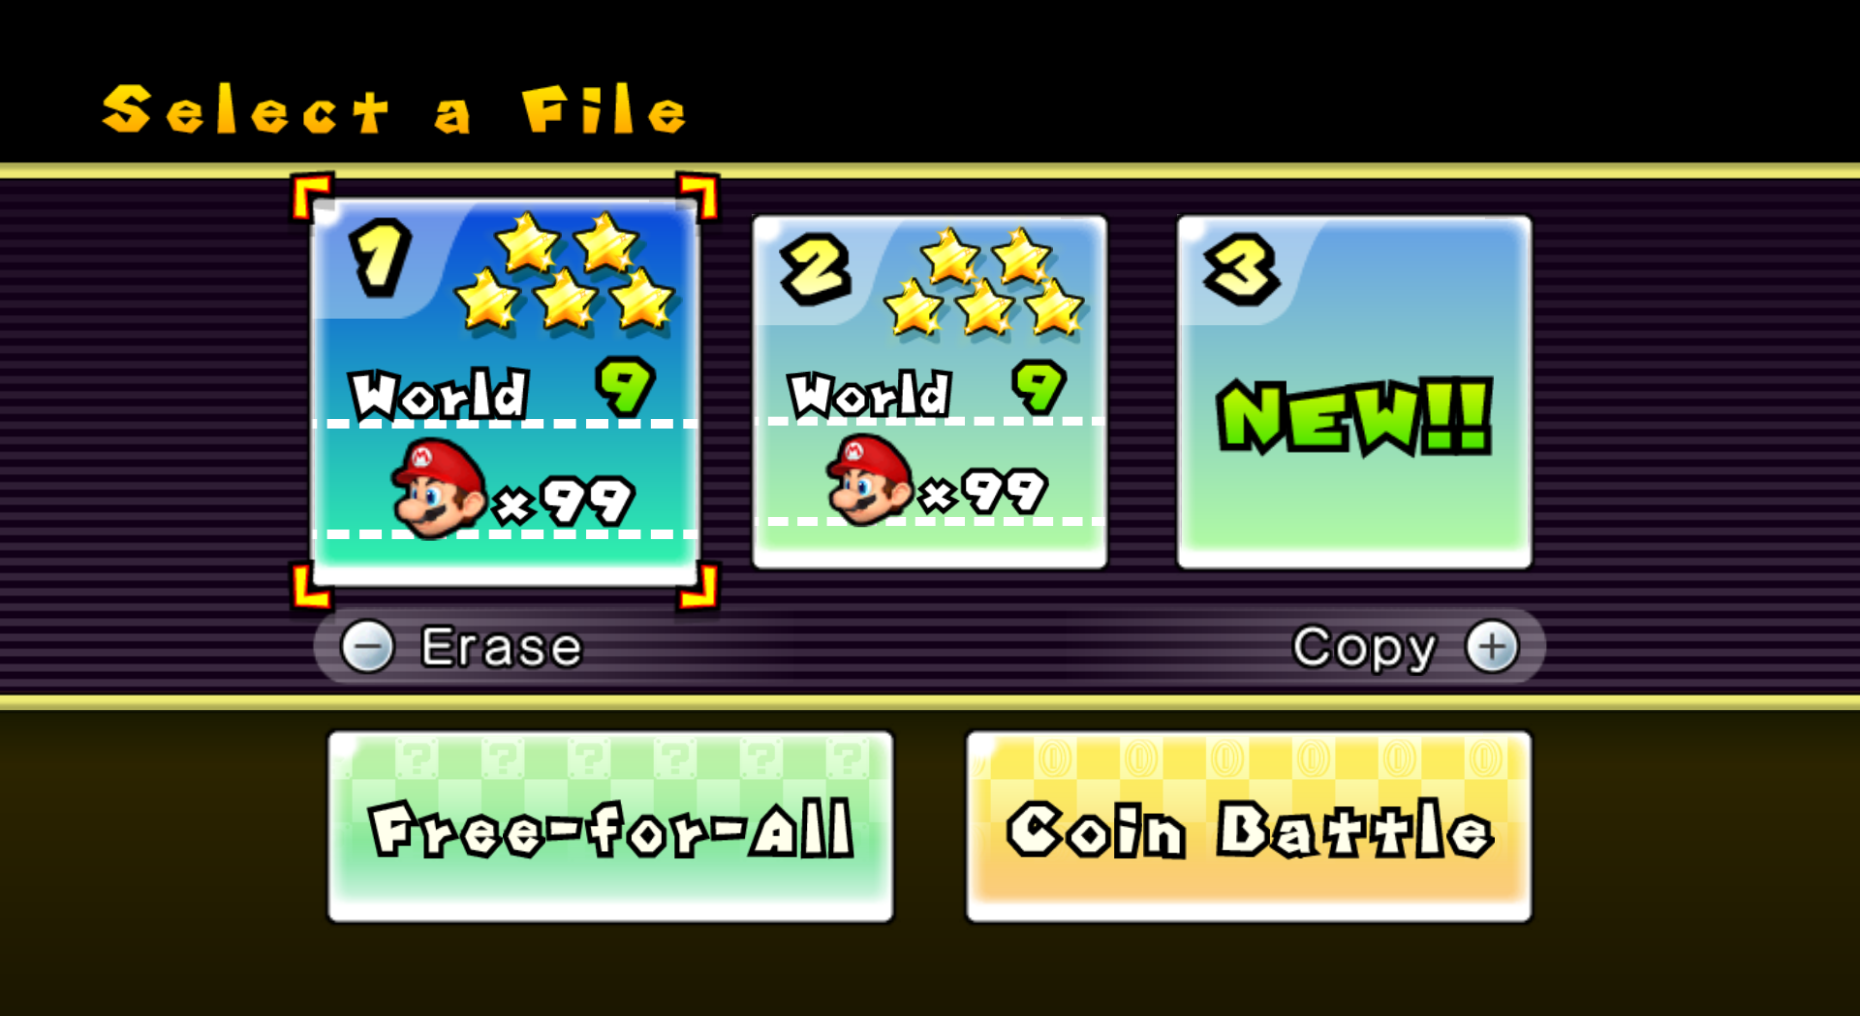 Select a File
1
World 9
×99
2
World 9
×99
3
NEW!!
− Erase
Copy +
Free-for-All
Coin Battle